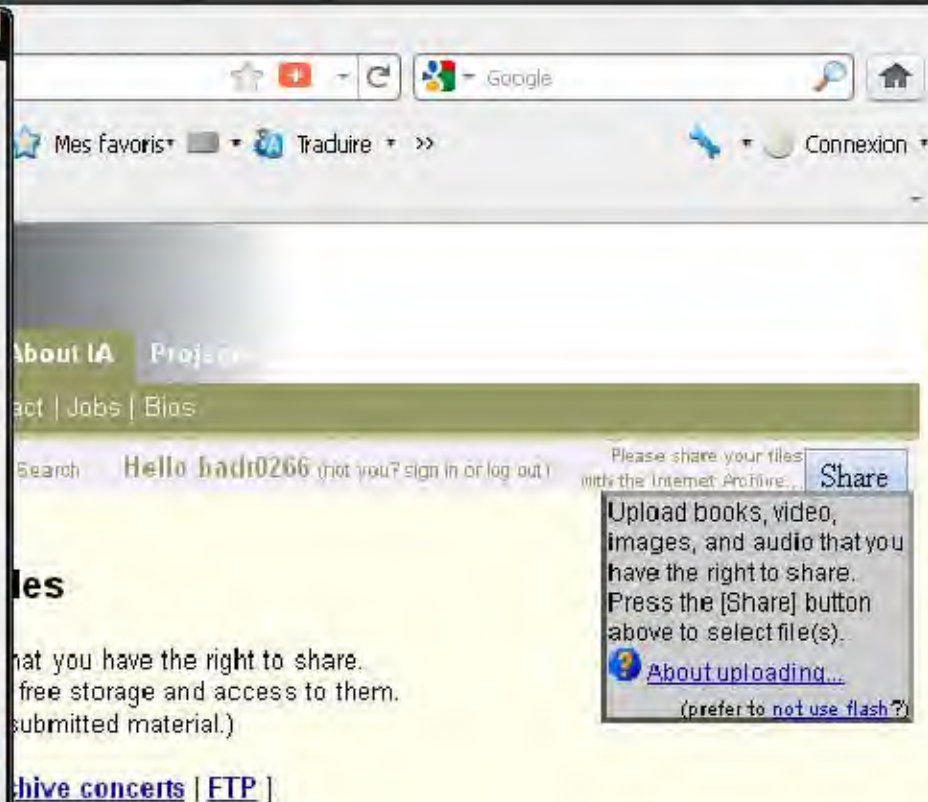 Google
Mes favoris Traduire >> Connexion
About IA
act | Jobs | Bios
Search Hello badr0266 (not you? sign in or log out)
Please share your files
with the Internet Archive...
Share
Upload books, video,
images, and audio that you
have the right to share.
Press the [Share] button
above to select file(s).
About uploading...
(prefer to not use flash?)
les
hat you have the right to share.
free storage and access to them.
submitted material.)
chive concerts | FTP ]